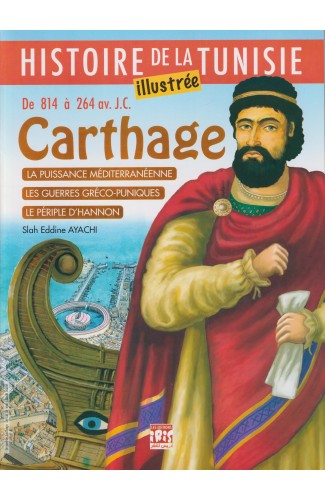 HISTOIRE DE LA TUNISIE
illustrée
De 814 à 264 av. J.C.
Carthage
LA PUISSANCE MÉDITERRANÉENNE
LES GUERRES GRÉCO-PUNIQUES
LE PÉRIPLE D'HANNON
Slah Eddine AYACHI